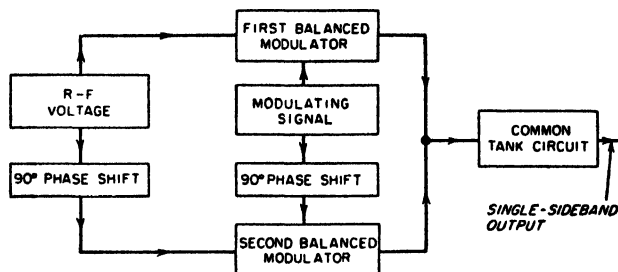 FIRST BALANCED
MODULATOR
R-F
VOLTAGE
MODULATING
SIGNAL
COMMON
TANK CIRCUIT
90° PHASE SHIFT
90° PHASE SHIFT
SINGLE-SIDEBAND
OUTPUT
SECOND BALANCED
MODULATOR